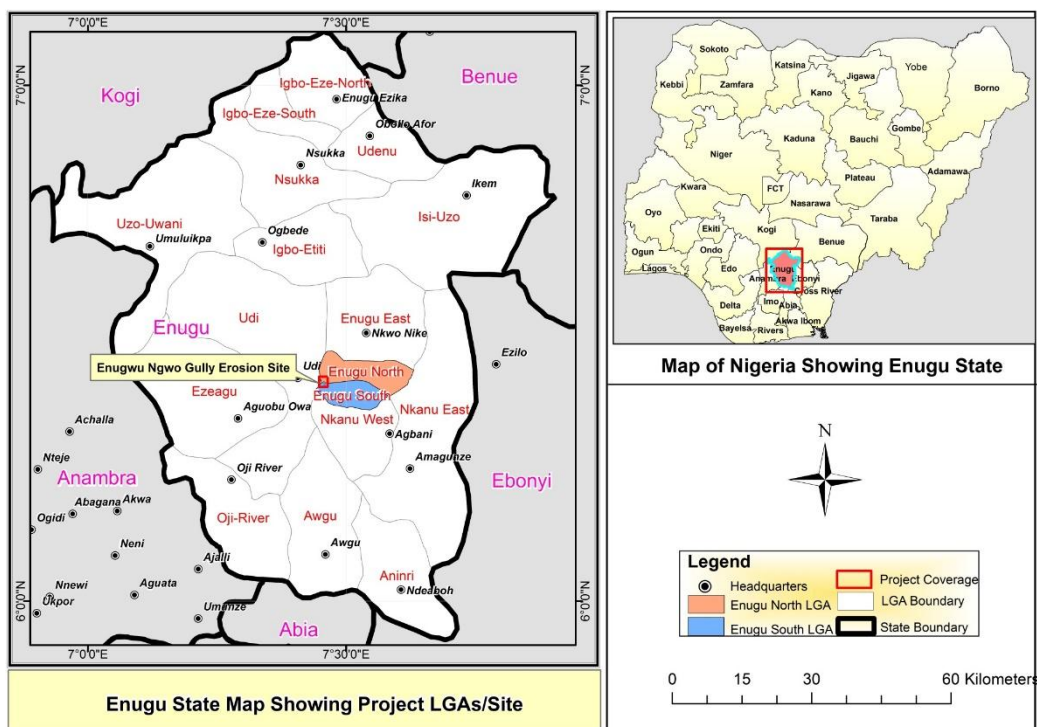 7°0'0"E
7°30'0"E
7°0'0"N
7°0'0"N
6°0'0"N
6°0'0"N
7°0'0"E
7°30'0"E
Kogi
Benue
Igbo-Eze-North
Enugu Ezika
Igbo-Eze-South
Obollo Afor
Udenu
Nsukka
Nsukka
Ikem
Isi-Uzo
Uzo-Uwani
Umuluikpa
Ogbede
Igbo-Etiti
Udi
Enugu
Enugu East
Nkwo Nike
Enugwu Ngwo Gully Erosion Site
Udi
Enugu North
Ezilo
Ezeagu
Enugu South
Nkanu East
Aguobu Owa
Nkanu West
Agbani
Achalla
Amagunze
Nteje
Oji River
Anambra
Ebonyi
Abagana
Akwa
Oji-River
Awgu
Ogidi
Neni
Awgu
Ajalli
Aninri
Ndeaboh
Nnewi
Aguata
Ukpor
Umunze
Abia
Enugu State Map Showing Project LGAs/Site
Sokoto
Katsina
Jigawa
Yobe
Borno
Kebbi
Zamfara
Kano
Gombe
Kaduna
Bauchi
Niger
Adamawa
Plateau
FCT
Kwara
Nasarawa
Taraba
Oyo
Ekiti
Kogi
Benue
Ogun
Ondo
Enugu
Lagos
Edo
Anambra
Ebonyi
Cross River
Delta
Imo
Abia
Akwa Ibom
Bayelsa
Rivers
Map of Nigeria Showing Enugu State
N
Legend
Headquarters
Project Coverage
Enugu North LGA
LGA Boundary
Enugu South LGA
State Boundary
0 15 30 45 60 Kilometers